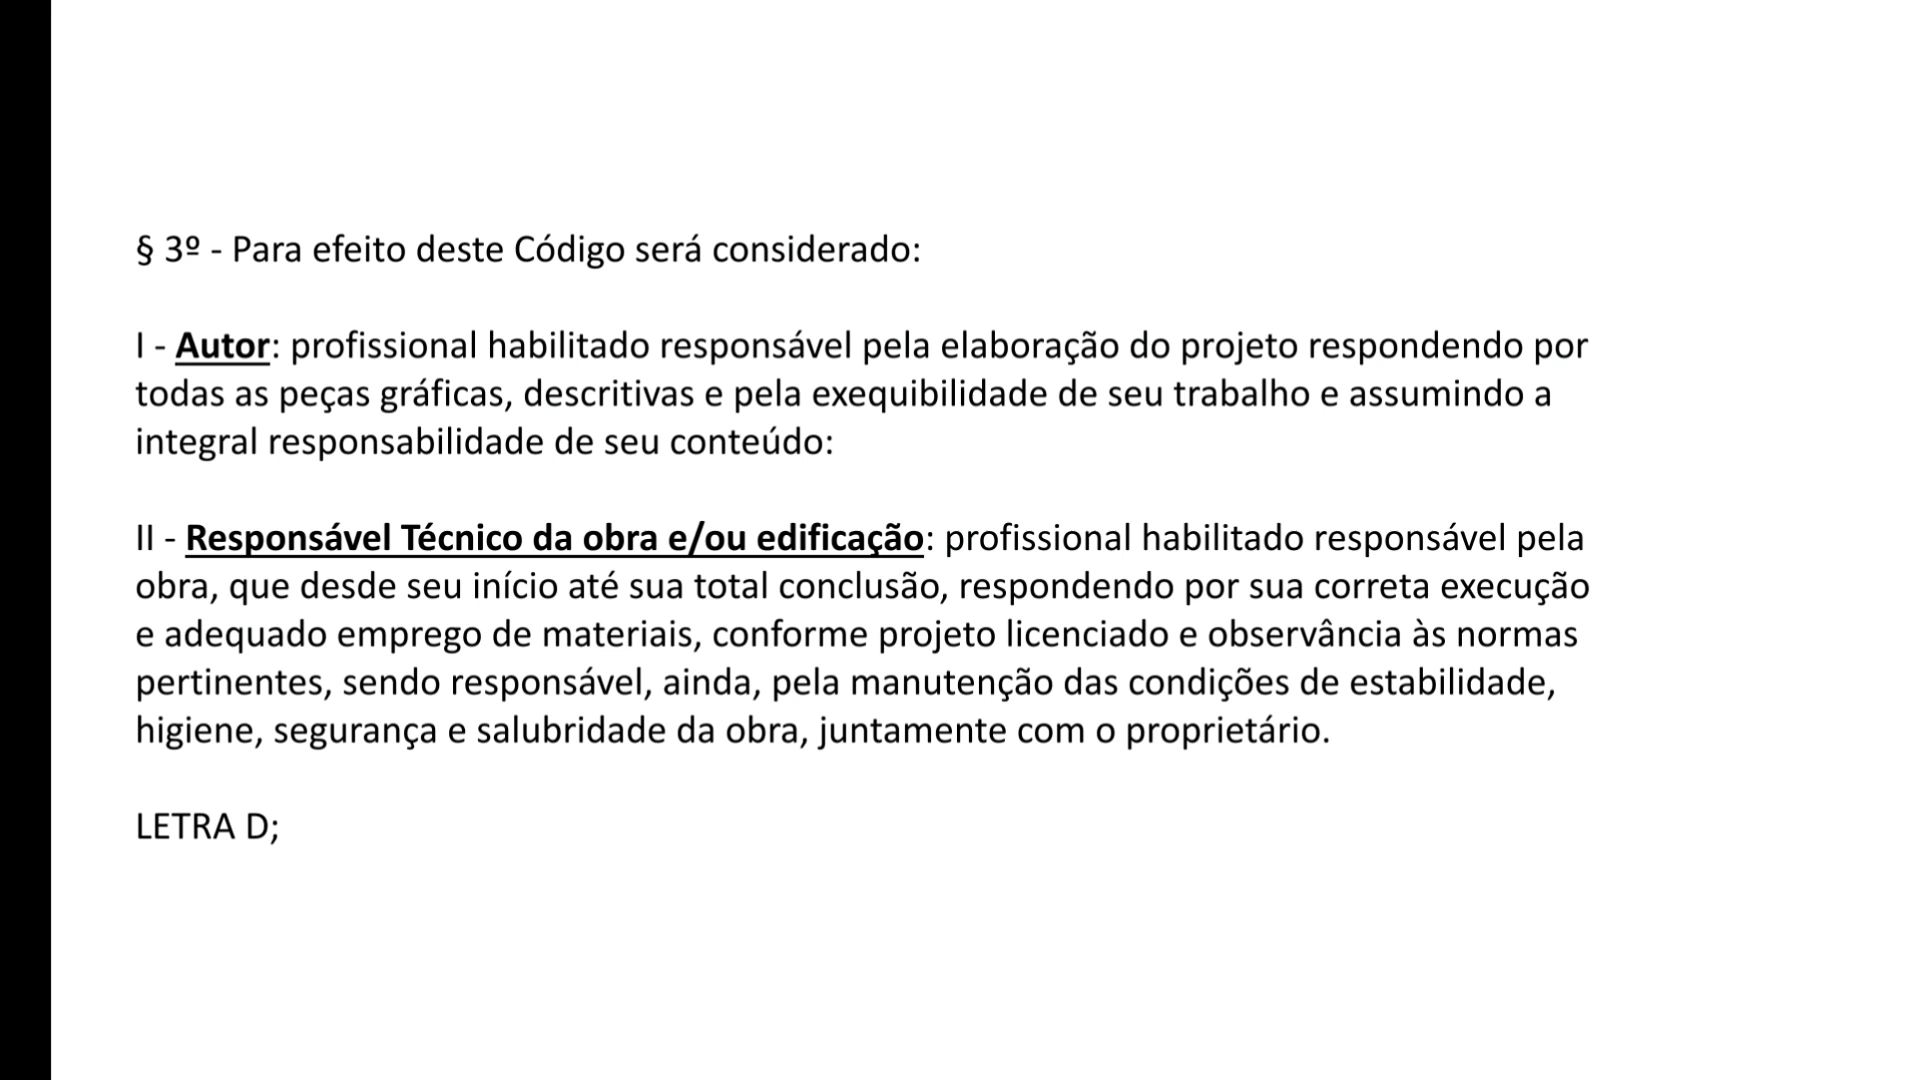 § 3º - Para efeito deste Código será considerado:
I - Autor: profissional habilitado responsável pela elaboração do projeto respondendo por
todas as peças gráficas, descritivas e pela exequibilidade de seu trabalho e assumindo a
integral responsabilidade de seu conteúdo:
II - Responsável Técnico da obra e/ou edificação: profissional habilitado responsável pela
obra, que desde seu início até sua total conclusão, respondendo por sua correta execução
e adequado emprego de materiais, conforme projeto licenciado e observância às normas
pertinentes, sendo responsável, ainda, pela manutenção das condições de estabilidade,
higiene, segurança e salubridade da obra, juntamente com o proprietário.
LETRA D;